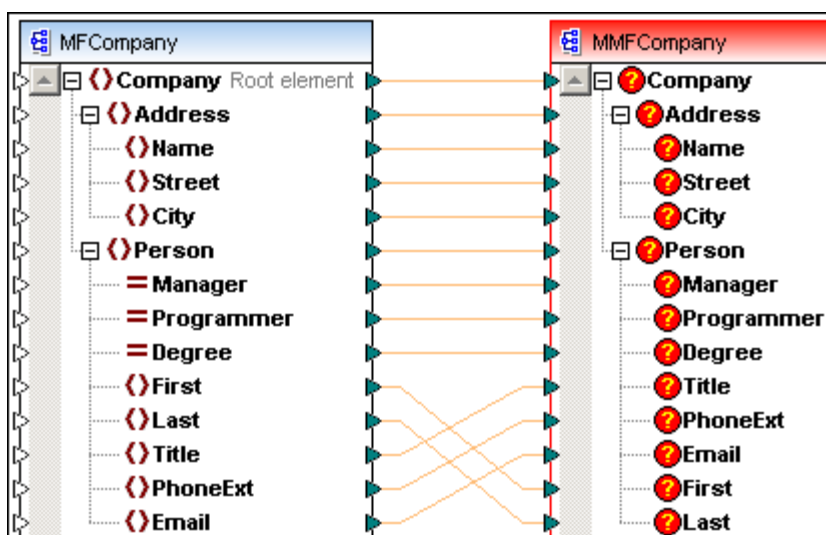 MFCompany
Company Root element
Address
Name
Street
City
Person
Manager
Programmer
Degree
First
Last
Title
PhoneExt
Email
MMFCompany
Company
Address
Name
Street
City
Person
Manager
Programmer
Degree
Title
PhoneExt
Email
First
Last